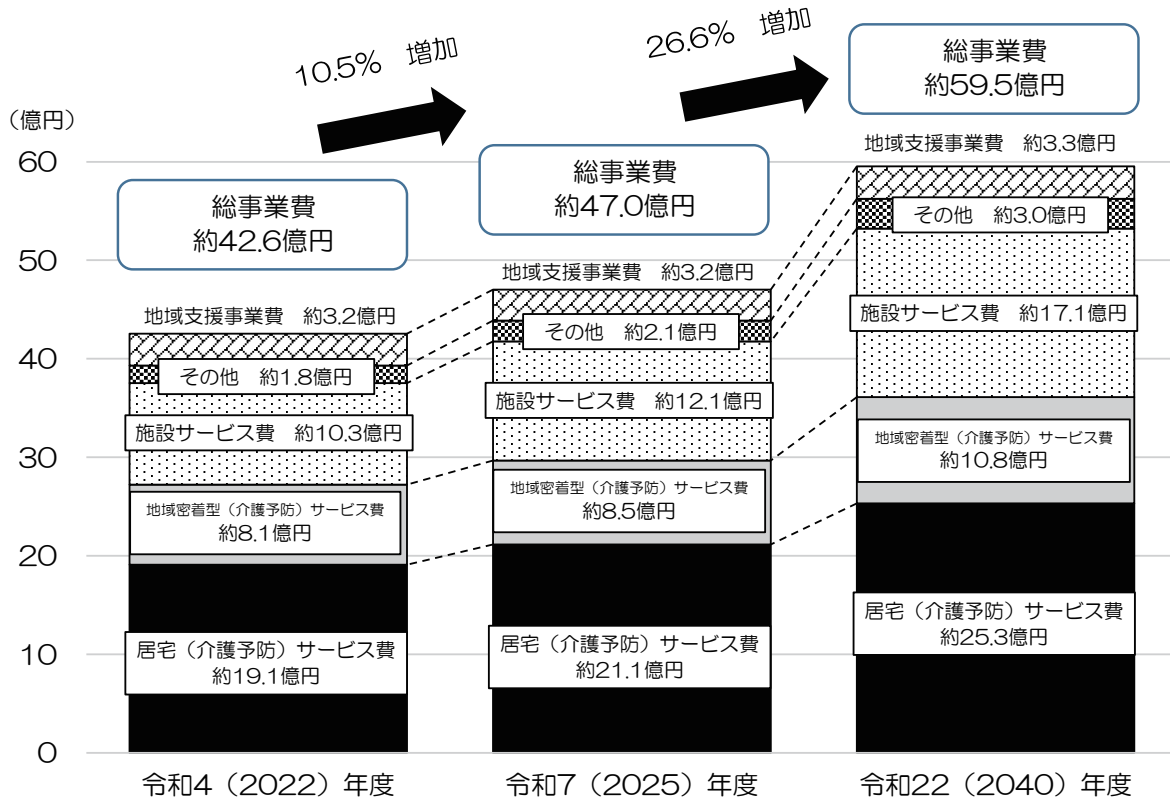 10.5%　増加
26.6%　増加
総事業費
約59.5億円
（億円）
60
50
40
30
20
10
0
総事業費
約42.6億円
地域支援事業費　約3.2億円
その他　約1.8億円
施設サービス費　約10.3億円
地域密着型（介護予防）サービス費
約8.1億円
居宅（介護予防）サービス費
約19.1億円
令和4（2022）年度
総事業費
約47.0億円
地域支援事業費　約3.2億円
その他　約2.1億円
施設サービス費　約12.1億円
地域密着型（介護予防）サービス費
約8.5億円
居宅（介護予防）サービス費
約21.1億円
令和7（2025）年度
地域支援事業費　約3.3億円
その他　約3.0億円
施設サービス費　約17.1億円
地域密着型（介護予防）サービス費
約10.8億円
居宅（介護予防）サービス費
約25.3億円
令和22（2040）年度